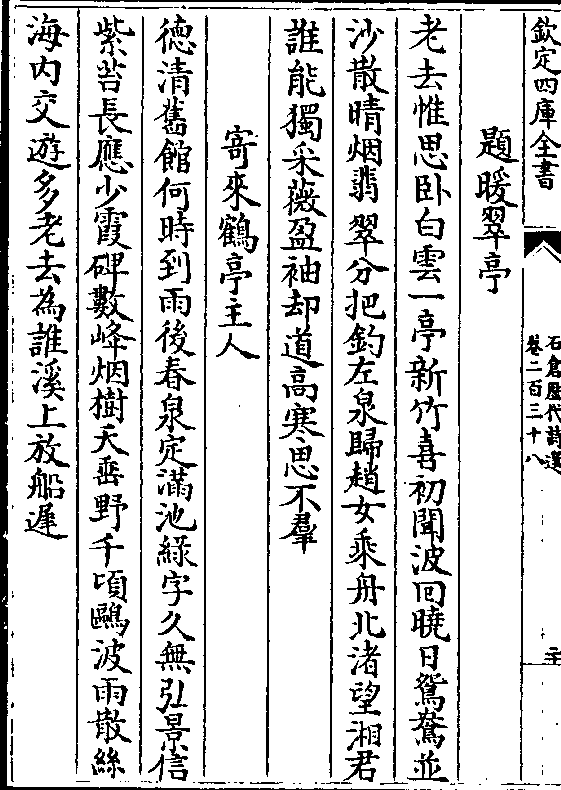 欽定四庫全書
石倉歷代詩選
卷二百三十八
二十
題暖翠亭
老去惟思卧白雲一亭新竹喜初聞波回曉日鴛鴦並
沙散晴烟翡翠分把釣左泉歸趙女乘舟北渚望湘君
誰能獨采薇盈袖却道高寒思不羣
寄來鶴亭主人
德清舊館何時到雨後春泉定滿池綠字久無弘景信
紫苔長應少霞碑數峰烟樹天垂野千頃鷗波雨散絲
海内交遊多老去為誰溪上放船遲